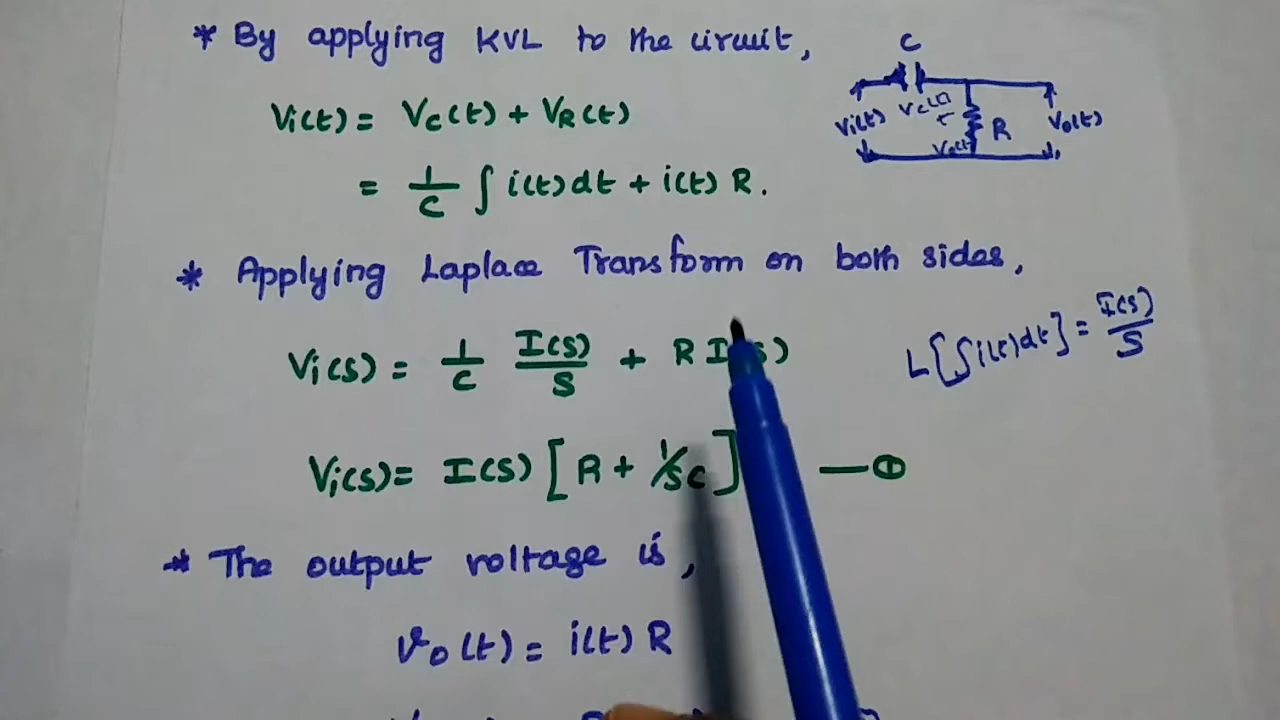 * By applying KVL to the circuit,
C
Vi(t) = Vc(t) + VR(t)
Vi(t)
R
Vo(t)
= 1/C ∫ i(t) dt + i(t) R.
* Applying Laplace Transform on both sides,
L[∫i(t)dt] = I(S)/S
Vi(S) = 1/C I(S)/S + R I(S)
Vi(S) = I(S) [R + 1/SC] — ①
* The output voltage is,
Vo(t) = i(t) R